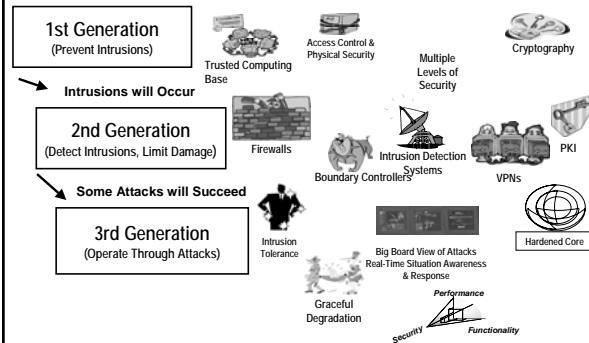 1st Generation
(Prevent Intrusions)
Trusted Computing
Base
Access Control &
Physical Security
Multiple
Levels of
Security
Cryptography
Intrusions will Occur
2nd Generation
(Detect Intrusions, Limit Damage)
Firewalls
Boundary Controllers
Intrusion Detection
Systems
VPNs
PKI
Some Attacks will Succeed
3rd Generation
(Operate Through Attacks)
Intrusion
Tolerance
Big Board View of Attacks
Real-Time Situation Awareness
& Response
Hardened Core
Graceful
Degradation
Performance
Security
Functionality